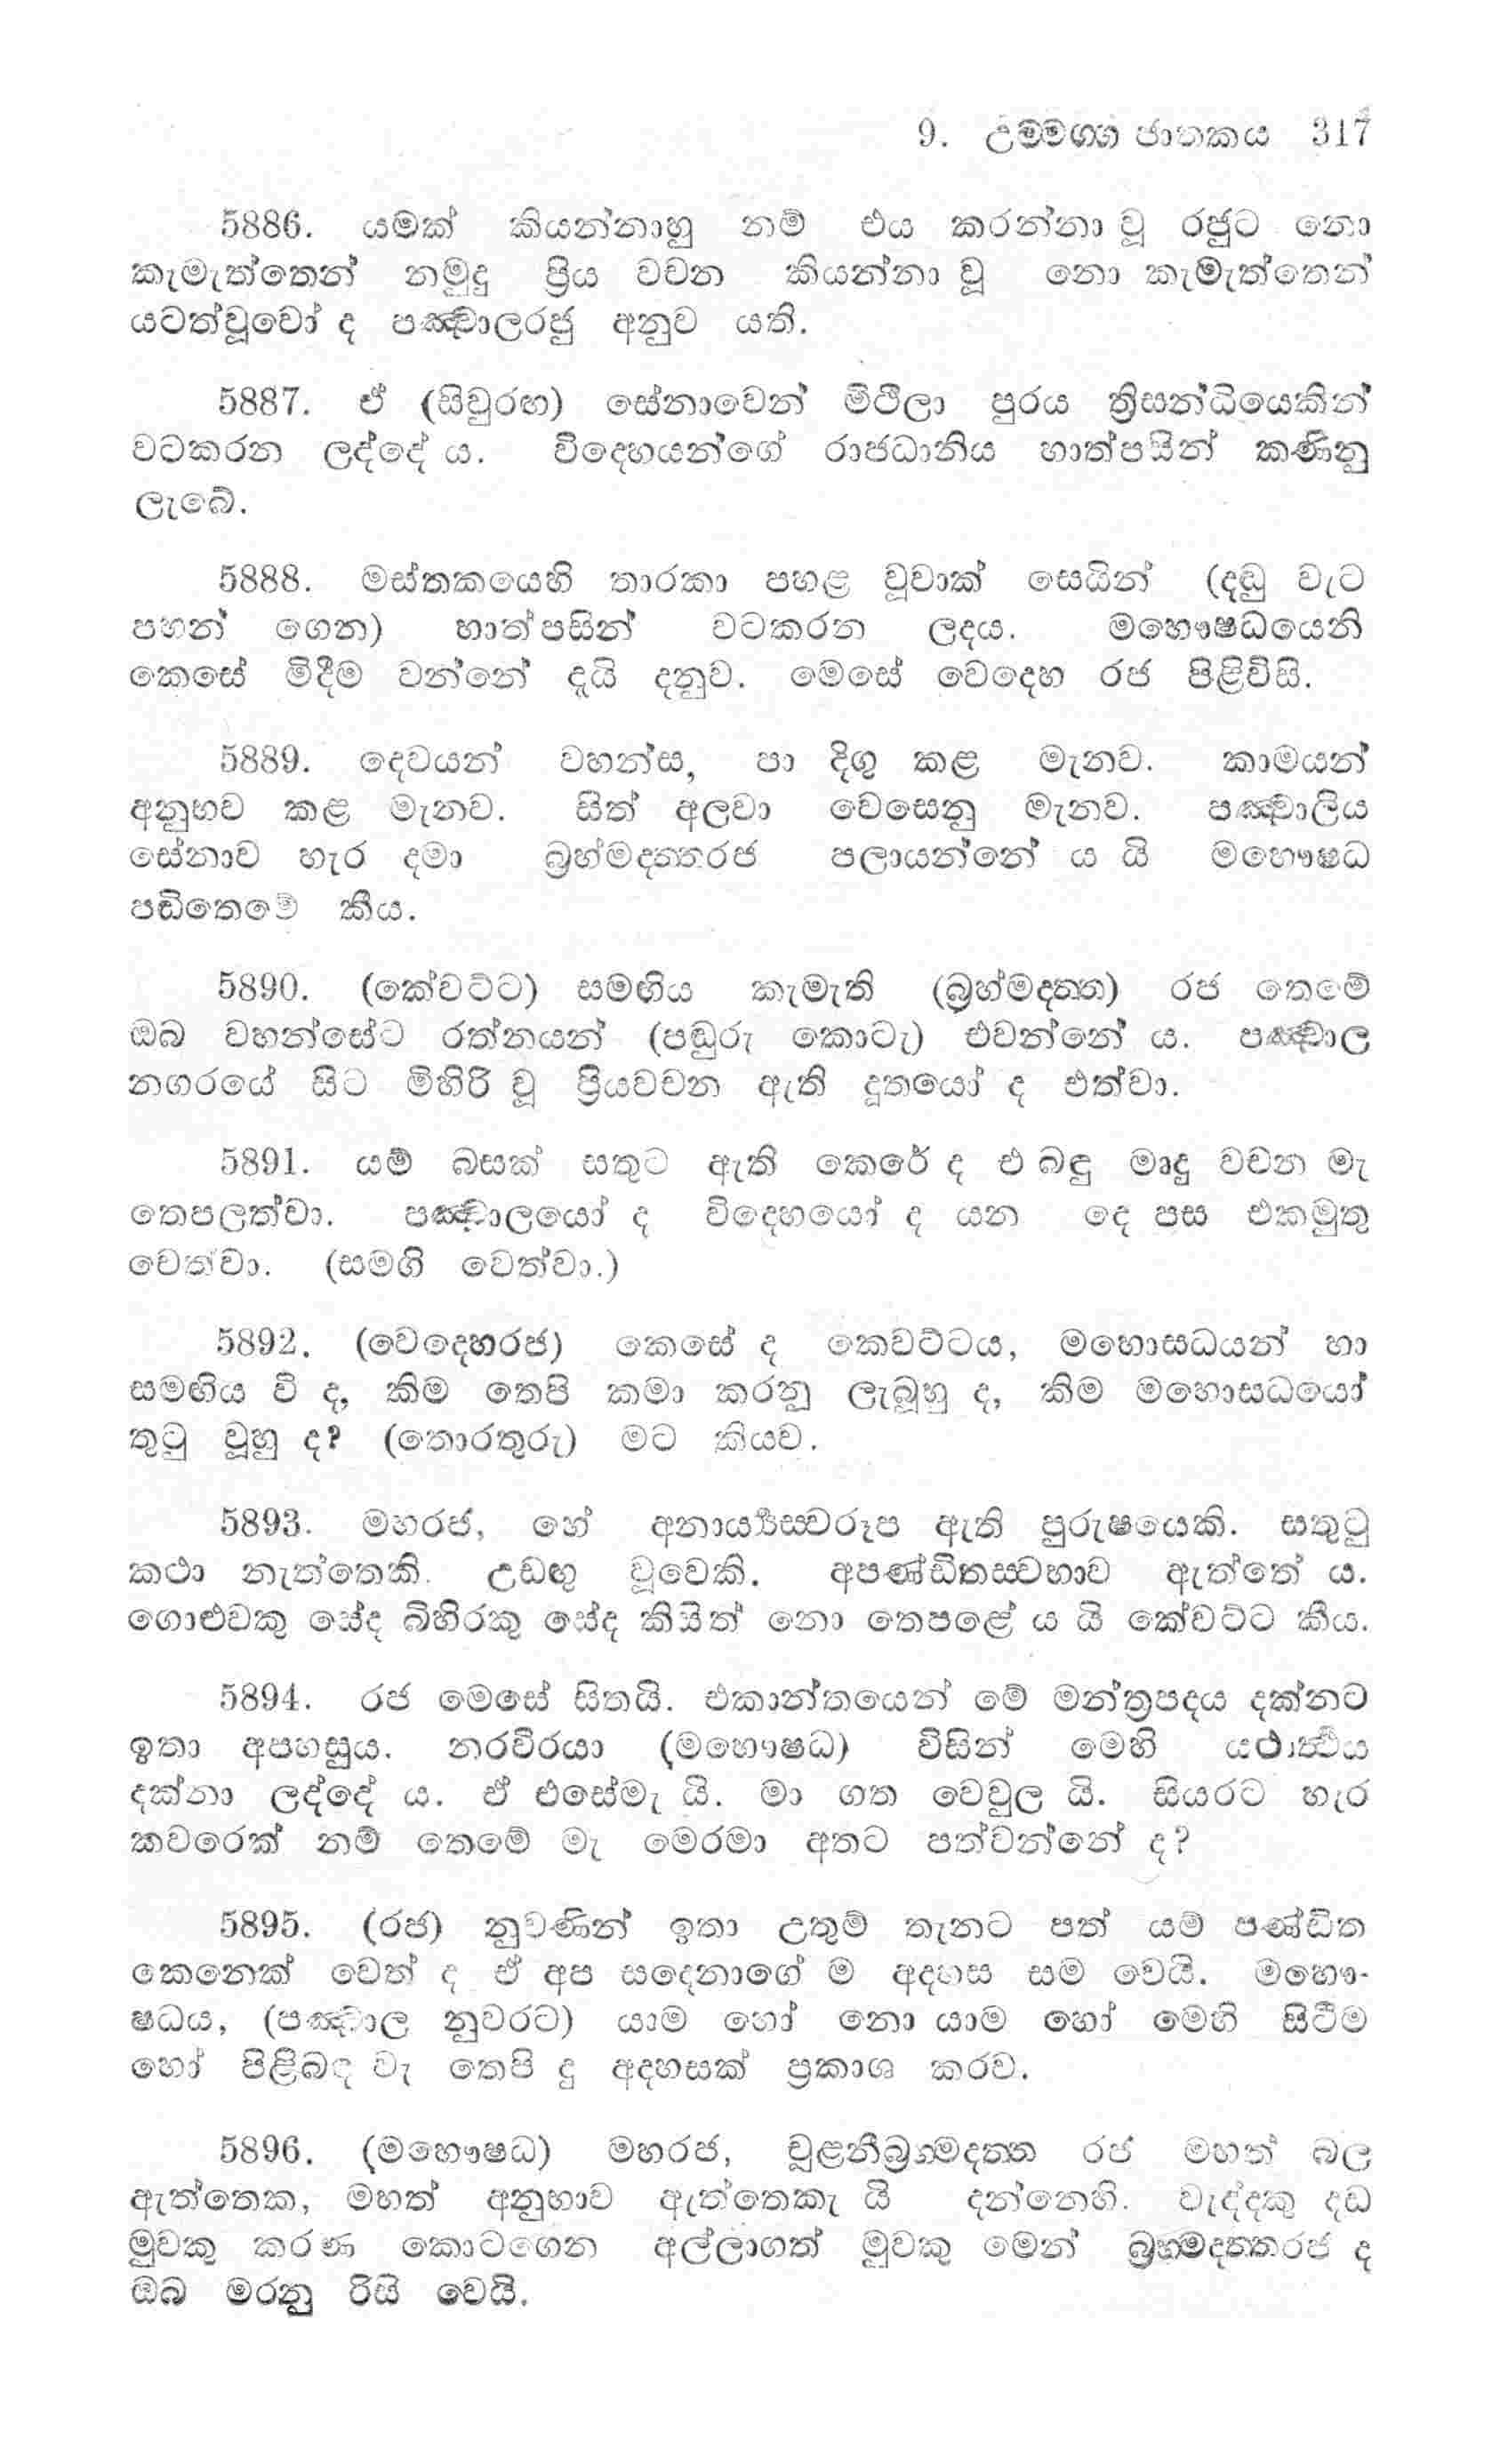 9. උම්මග්ග ජාතකය 317
5886. යමක් කියන්නාහු නම් එය කරන්නා වූ රජුට නො
කැමැත්තෙන් නමුදු ප්‍රිය වචන කියන්නා වූ නො කැමැත්තෙන්
යටත්වූවෝ ද පඤ්චාලරජු අනුව යති.
5887. ඒ (සිවුරඟ) සේනාවෙන් මිථිලා පුරය ත්‍රිසන්ධියෙකින්
වටකරන ලද්දේ ය. විදෙහයන්ගේ රාජධානිය හාත්පසින් කණිනු
ලැබේ.
5888. මස්තකයෙහි තාරකා පහළ වූවාක් සෙයින් (දඬු වැට
පහන් ගෙන) හාත්පසින් වටකරන ලදය. මහෞෂධයෙනි
කෙසේ මිදීම වන්නේ දැයි දනුව. මෙසේ වෙදෙහ රජ පිළිවිසි.
5889. දෙවයන් වහන්ස, පා දිගු කළ මැනව. කාමයන්
අනුභව කළ මැනව. සිත් අලවා වෙසෙනු මැනව. පඤ්චාලිය
සේනාව හැර දමා බ්‍රහ්මදත්තරජ පලායන්නේ ය යි මහෞෂධ
පඬිතෙමේ කීය.
5890. (කේවට්ට) සමඟිය කැමැති (බ්‍රහ්මදත්ත) රජ තෙමේ
ඔබ වහන්සේට රත්නයන් (පඬුරු කොටැ) එවන්නේ ය. පඤ්චාල
නගරයේ සිට මිහිරි වූ ප්‍රියවචන ඇති දූතයෝ ද එත්වා.
5891. යම් බසක් සතුට ඇති කෙරේ ද එ බඳු මෘදු වචන මැ
තෙපලත්වා. පඤ්චාලයෝ ද විදෙහයෝ ද යන දෙ පස එකමුතු
වෙත්වා. (සමගි වෙත්වා.)
5892. (වෙදෙහරජ) කෙසේ ද කෙවට්ටය, මහොසධයන් හා
සමඟිය වි ද, කිම තෙපි කමා කරනු ලැබූහු ද, කිම මහොසධයෝ
තුටු වූහු ද? (තොරතුරු) මට කියව.
5893. මහරජ, හේ අනාර්‍ය්‍යස්වරූප ඇති පුරුෂයෙකි. සතුටු
කථා නැත්තෙකි. උඩඟු වූවෙකි. අපණ්ඩිතස්වභාව ඇත්තේ ය.
ගොළුවකු සේද බිහිරකු සේද කිසිත් නො තෙපළේ ය යි කේවට්ට කීය.
5894. රජ මෙසේ සිතයි. එකාන්තයෙන් මේ මන්ත්‍රපදය දක්නට
ඉතා අපහසුය. නරවීරයා (මහෞෂධ) විසින් මෙහි යථාර්ථය
දක්නා ලද්දේ ය. ඒ එසේමැ යි. මා ගත වෙවුල යි. සියරට හැර
කවරෙක් නම් තෙමේ මැ මෙරමා අතට පත්වන්නේ ද?
5895. (රජ) නුවණින් ඉතා උතුම් තැනට පත් යම් පණ්ඩිත
කෙනෙක් වෙත් ද ඒ අප සදෙනාගේ ම අදහස සම වෙයි. මහෞ-
ෂධය, (පඤ්චාල නුවරට) යාම හෝ නො යාම හෝ මෙහි සිටීම
හෝ පිළිබඳ වැ තෙපි දු අදහසක් ප්‍රකාශ කරව.
5896. (මහෞෂධ) මහරජ, චූළනීබ්‍රහ්මදත්ත රජ මහත් බල
ඇත්තෙක, මහත් අනුභාව ඇත්තෙකැ යි දන්නෙහි. වැද්දකු දඩ
මුවකු කරණ කොටගෙන අල්ලාගත් මුවකු මෙන් බ්‍රහ්මදත්තරජ ද
ඔබ මරනු රිසි වෙයි.